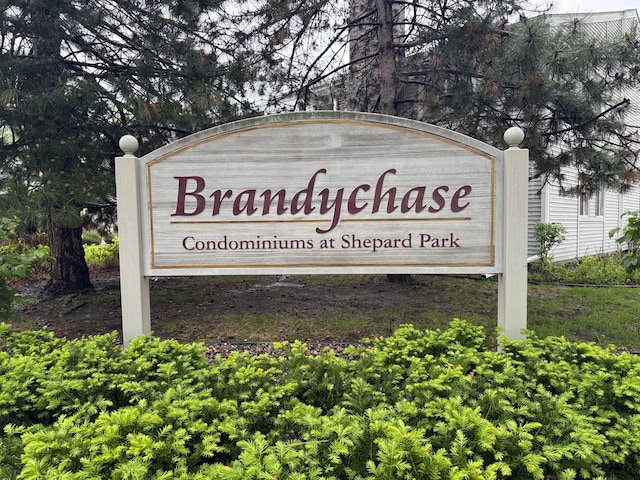 Brandychase
Condominiums at Shepard Park